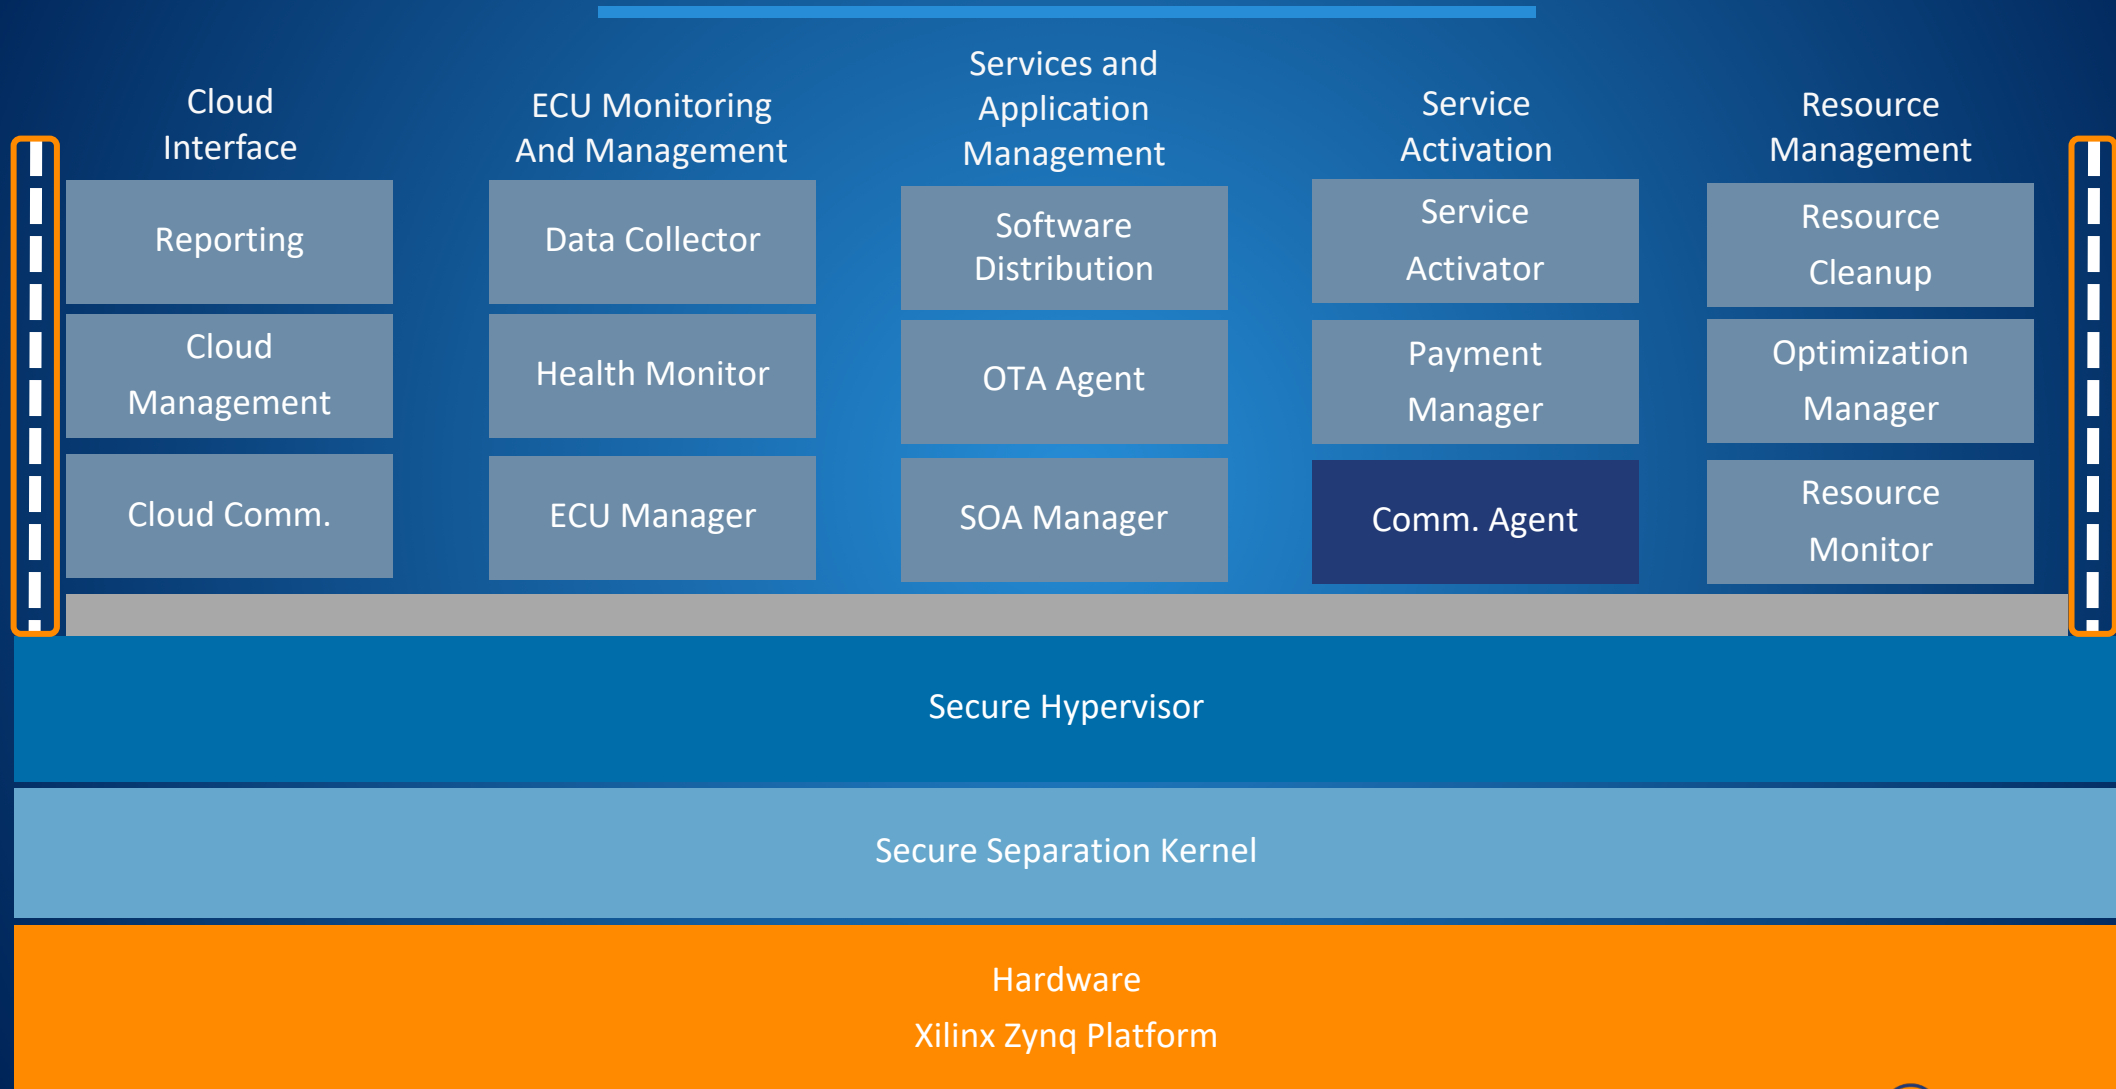 Cloud
Interface
ECU Monitoring
And Management
Services and
Application
Management
Service
Activation
Resource
Management
Reporting
Data Collector
Software
Distribution
Service
Activator
Resource
Cleanup
Cloud
Management
Health Monitor
OTA Agent
Payment
Manager
Optimization
Manager
Cloud Comm.
ECU Manager
SOA Manager
Comm. Agent
Resource
Monitor
Secure Hypervisor
Secure Separation Kernel
Hardware
Xilinx Zynq Platform